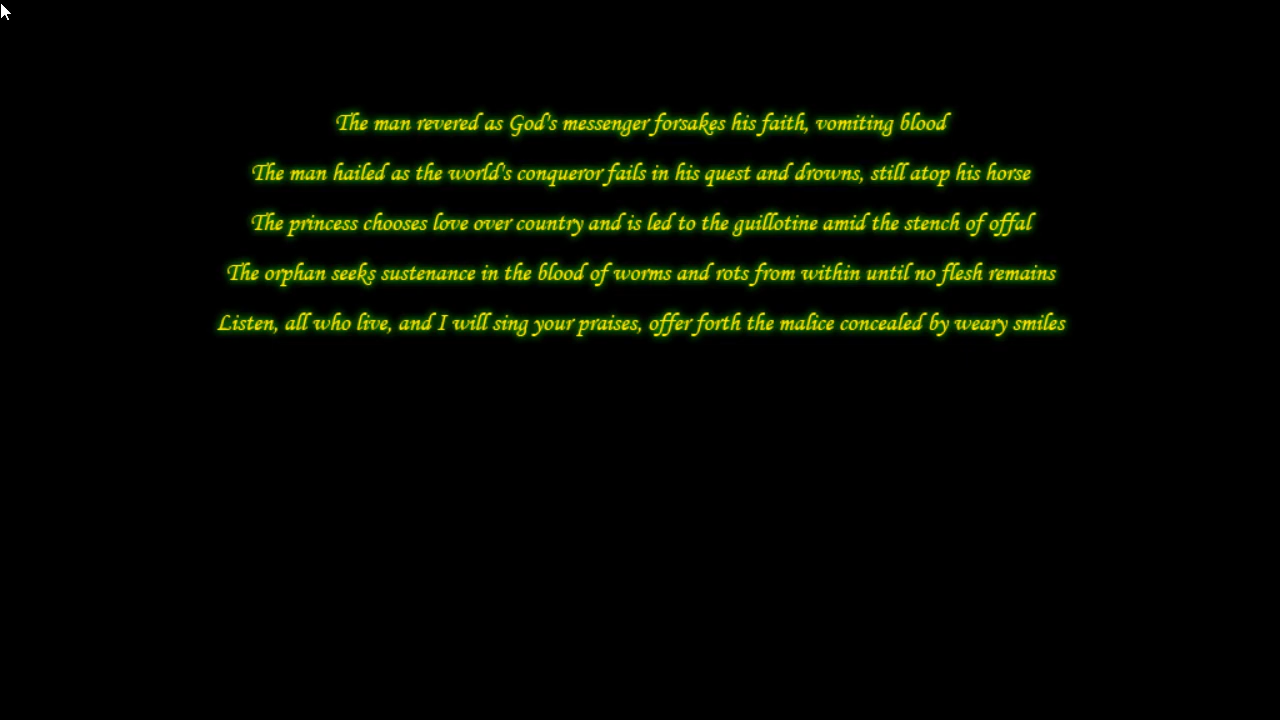 The man revered as God's messenger forsakes his faith, vomiting blood
The man hailed as the world's conqueror fails in his quest and drowns, still atop his horse
The princess chooses love over country and is led to the guillotine amid the stench of offal
The orphan seeks sustenance in the blood of worms and rots from within until no flesh remains
Listen, all who live, and I will sing your praises, offer forth the malice concealed by weary smiles